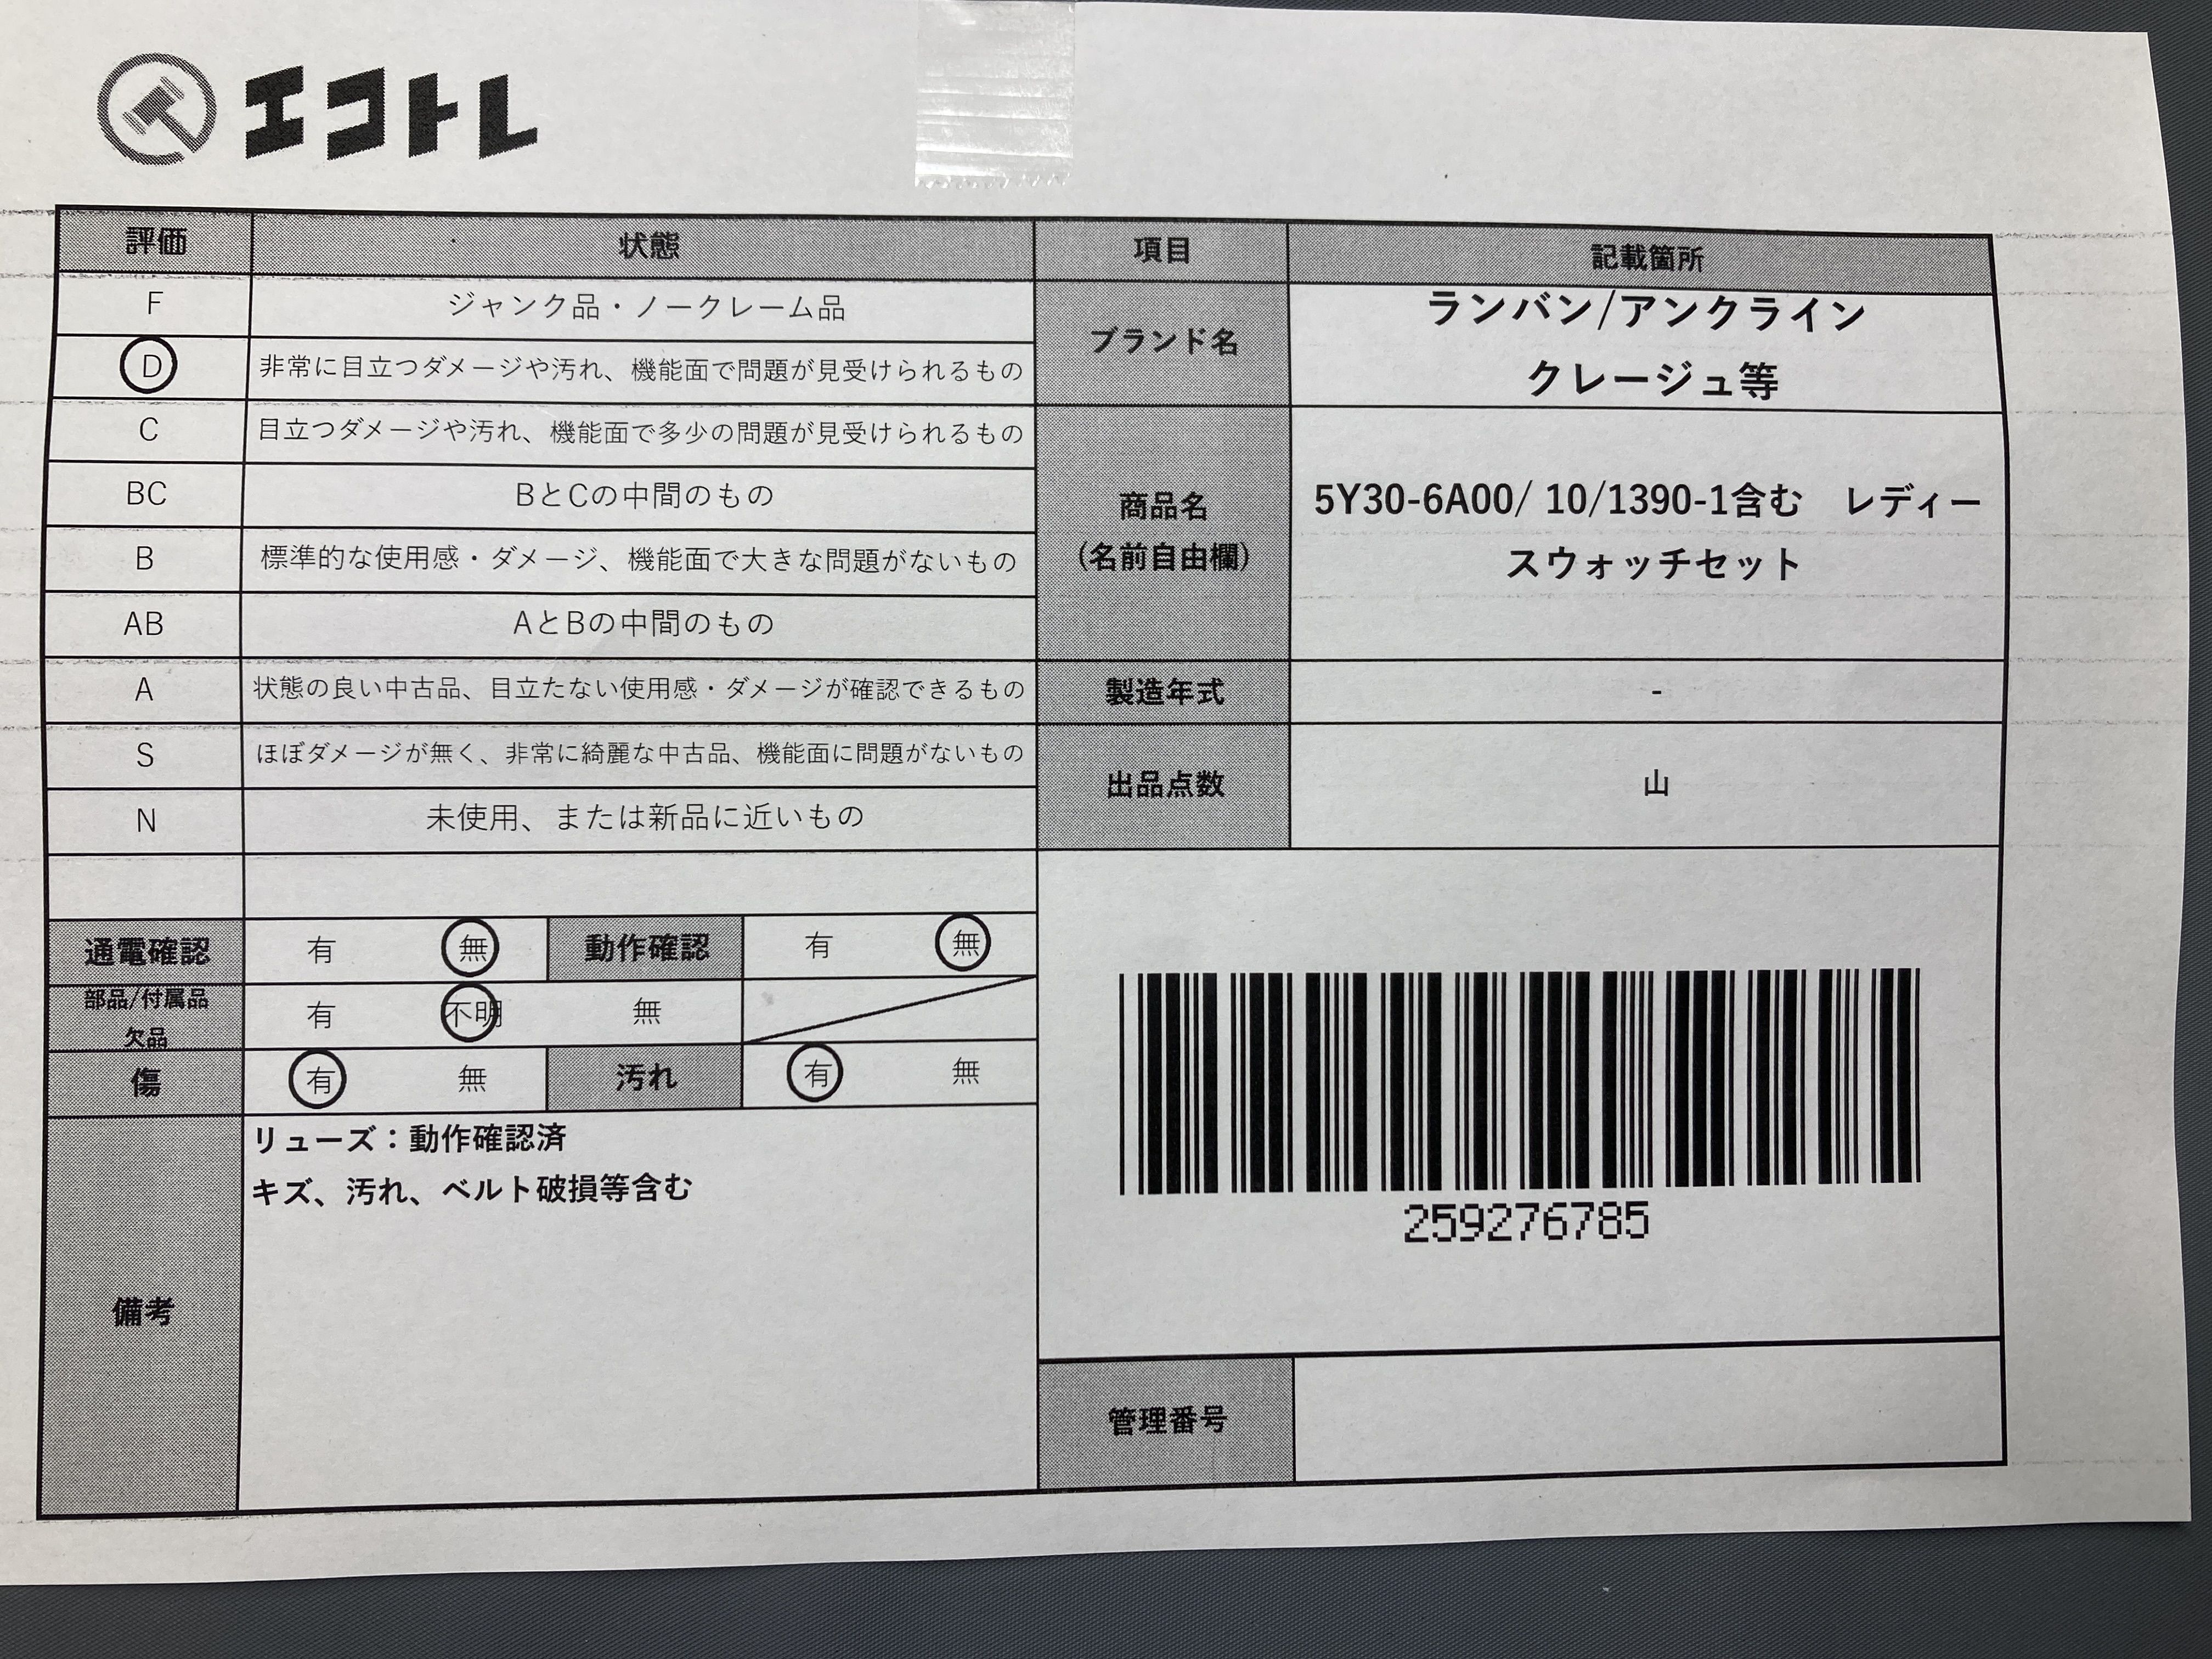 エコトレ
評価 状態 項目 記載箇所
F ジャンク品・ノークレーム品
D 非常に目立つダメージや汚れ、機能面で問題が見受けられるもの
C 目立つダメージや汚れ、機能面で多少の問題が見受けられるもの
BC BとCの中間のもの
B 標準的な使用感・ダメージ、機能面で大きな問題がないもの
AB AとBの中間のもの
A 状態の良い中古品、目立たない使用感・ダメージが確認できるもの
S ほぼダメージが無く、非常に綺麗な中古品、機能面に問題がないもの
N 未使用、または新品に近いもの
通電確認 有 無 動作確認 有 無
部品/付属品
欠品
有 不明 無
傷 有 無 汚れ 有 無
備考
リューズ：動作確認済
キズ、汚れ、ベルト破損等含む
ブランド名
ランバン/アンクライン
クレージュ等
商品名
(名前自由欄)
5Y30-6A00/ 10/1390-1含む　レディー
スウォッチセット
製造年式 -
出品点数 山
259276785
管理番号